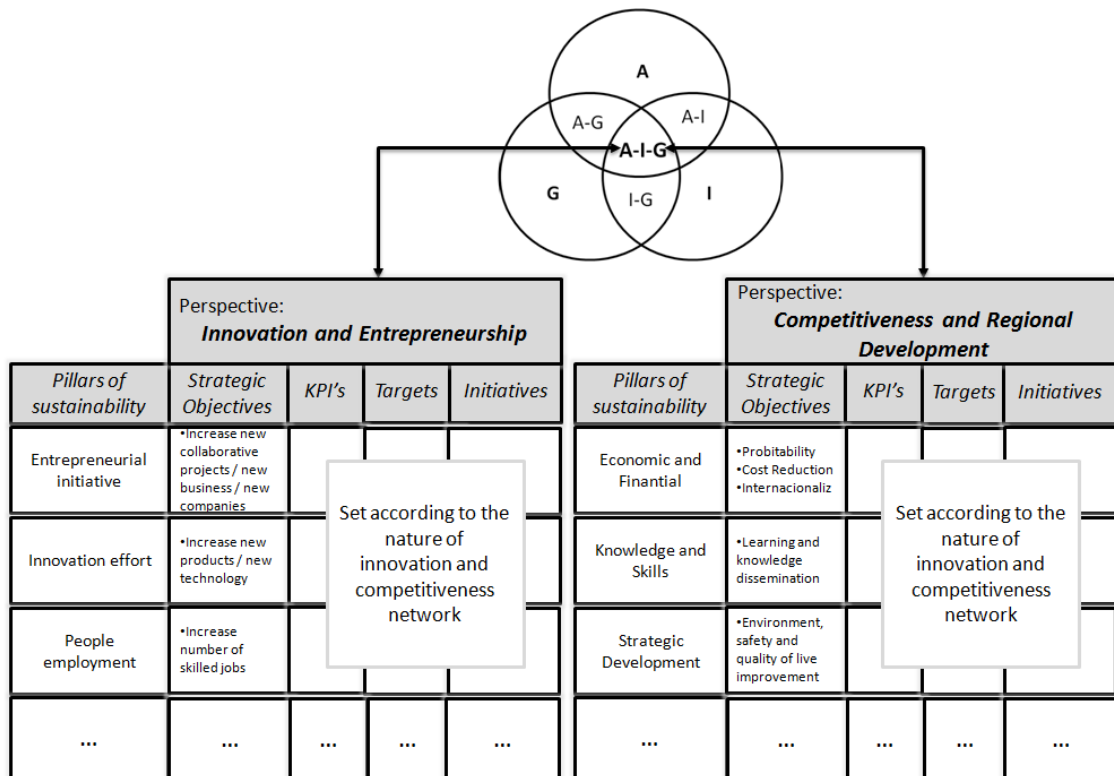 A
A-G
A-I
A-I-G
G
I-G
I
Perspective:
Innovation and Entrepreneurship
Pillars of
sustainability
Strategic
Objectives
KPI's
Targets
Initiatives
Entrepreneurial
initiative
•Increase new
collaborative
projects / new
business / new
companies
Innovation effort
•Increase new
products / new
technology
People
employment
•Increase
number of
skilled jobs
Set according to the
nature of
innovation and
competitiveness
network
...
...
...
...
...
Perspective:
Competitiveness and Regional
Development
Pillars of
sustainability
Strategic
Objectives
KPI's
Targets
Initiatives
Economic and
Finantial
•Probitability
•Cost Reduction
•Internacionaliz
Knowledge and
Skills
•Learning and
knowledge
dissemination
Strategic
Development
•Environment,
safety and
quality of live
improvement
Set according to the
nature of
innovation and
competitiveness
network
...
...
...
...
...